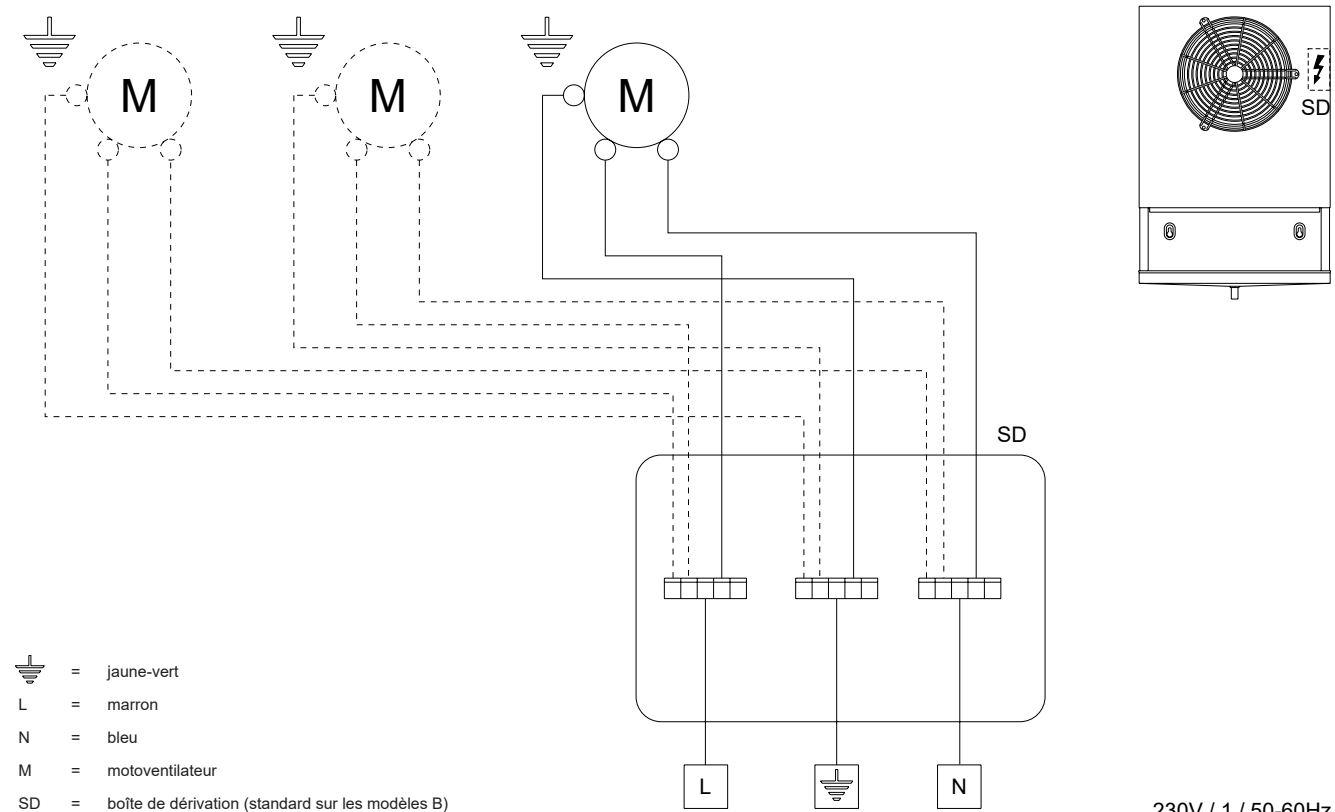 M M M
SD
SD
= jaune-vert
L = marron
N = bleu
M = motoventilateur
SD = boîte de dérivation (standard sur les modèles B)
L N
230V / 1 / 50-60Hz